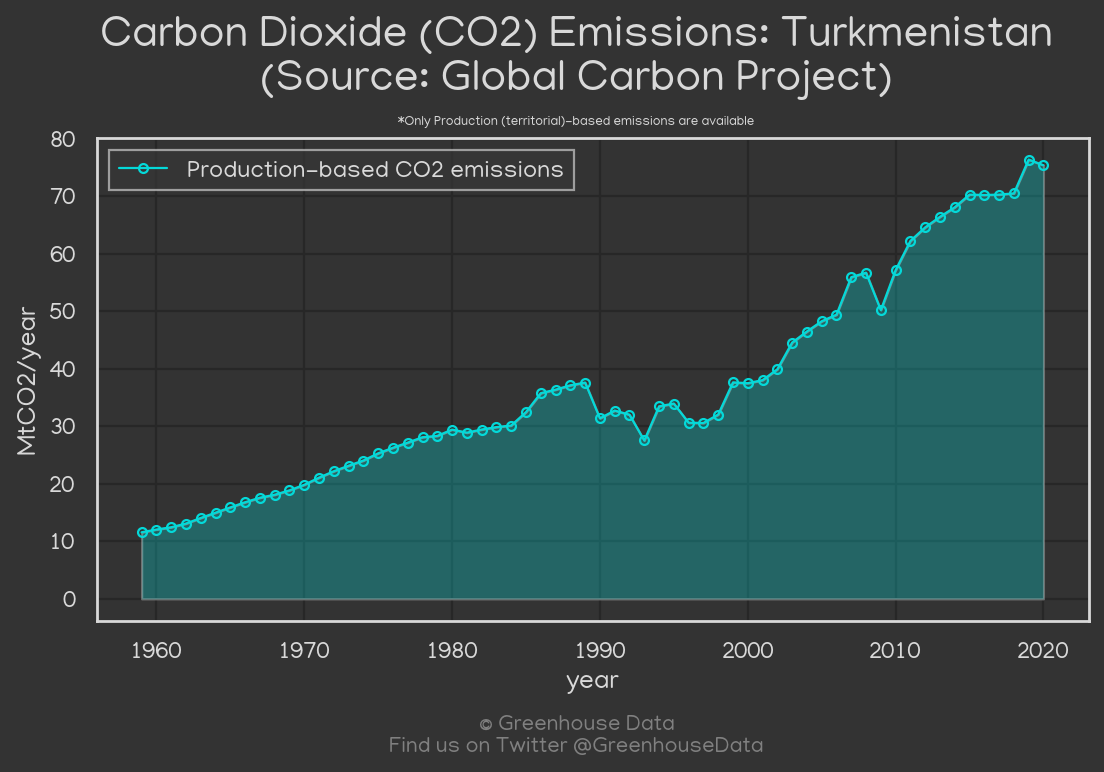 Carbon Dioxide (CO2) Emissions: Turkmenistan
(Source: Global Carbon Project)
*Only Production (territorial)-based emissions are available
Production-based CO2 emissions
MtCO2/year
80
70
60
50
40
30
20
10
0
1960 1970 1980 1990 2000 2010 2020
year
© Greenhouse Data
Find us on Twitter @GreenhouseData